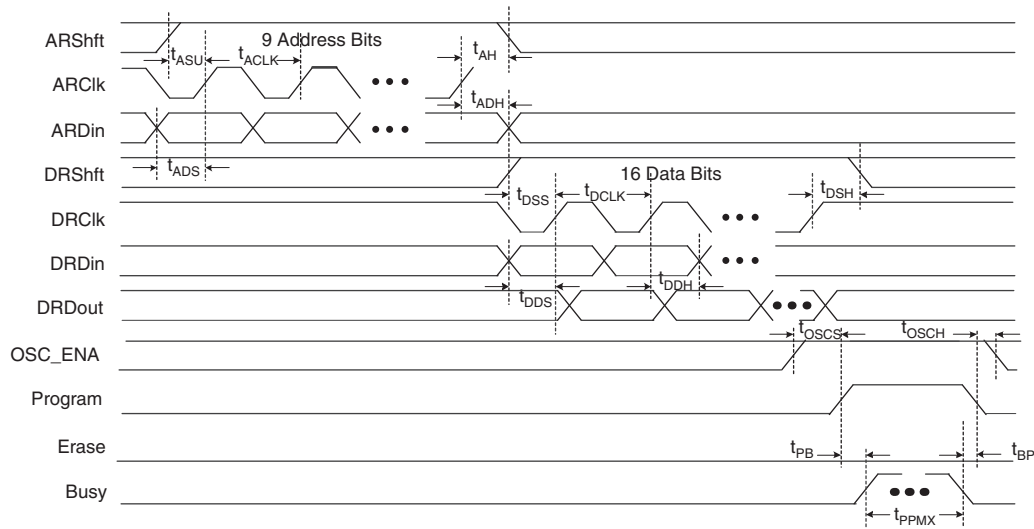 ARShft
9 Address Bits
tASU
tACLK
tAH
ARClk
tADH
ARDin
tADS
DRShft
16 Data Bits
tDSS
tDCLK
tDSH
DRClk
DRDin
tDDS
tDDH
DRDout
tOSCS
tOSCH
OSC_ENA
Program
Erase
tPB
tBP
Busy
tPPMX